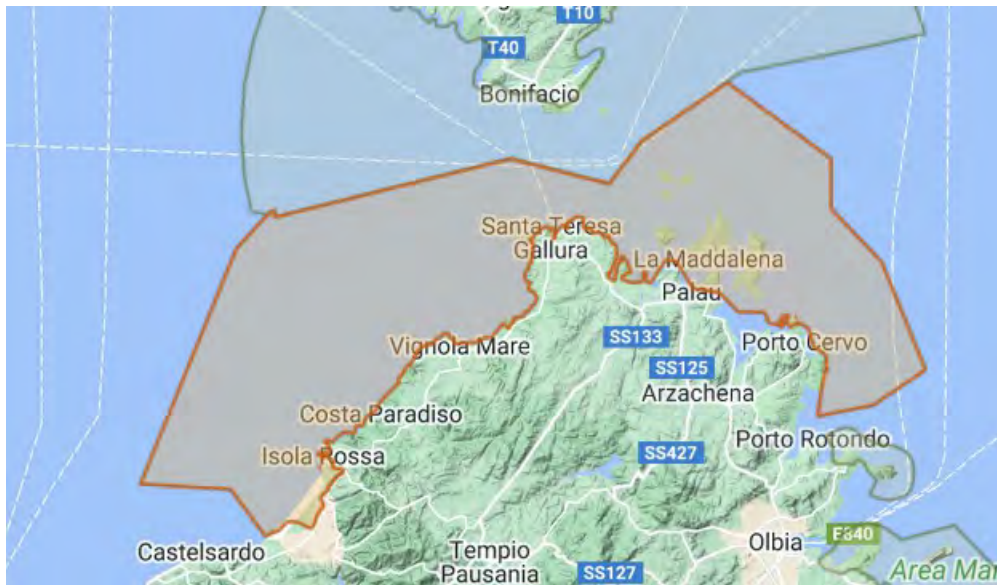 T10
T40
Bonifacio
Santa Teresa
Gallura
La Maddalena
Palau
Vignola Mare
SS133
Porto Cervo
SS125
Arzachena
Costa Paradiso
Porto Rotondo
Isola Rossa
SS427
E840
Castelsardo
Tempio
Pausania
Olbia
SS127
Area Mar